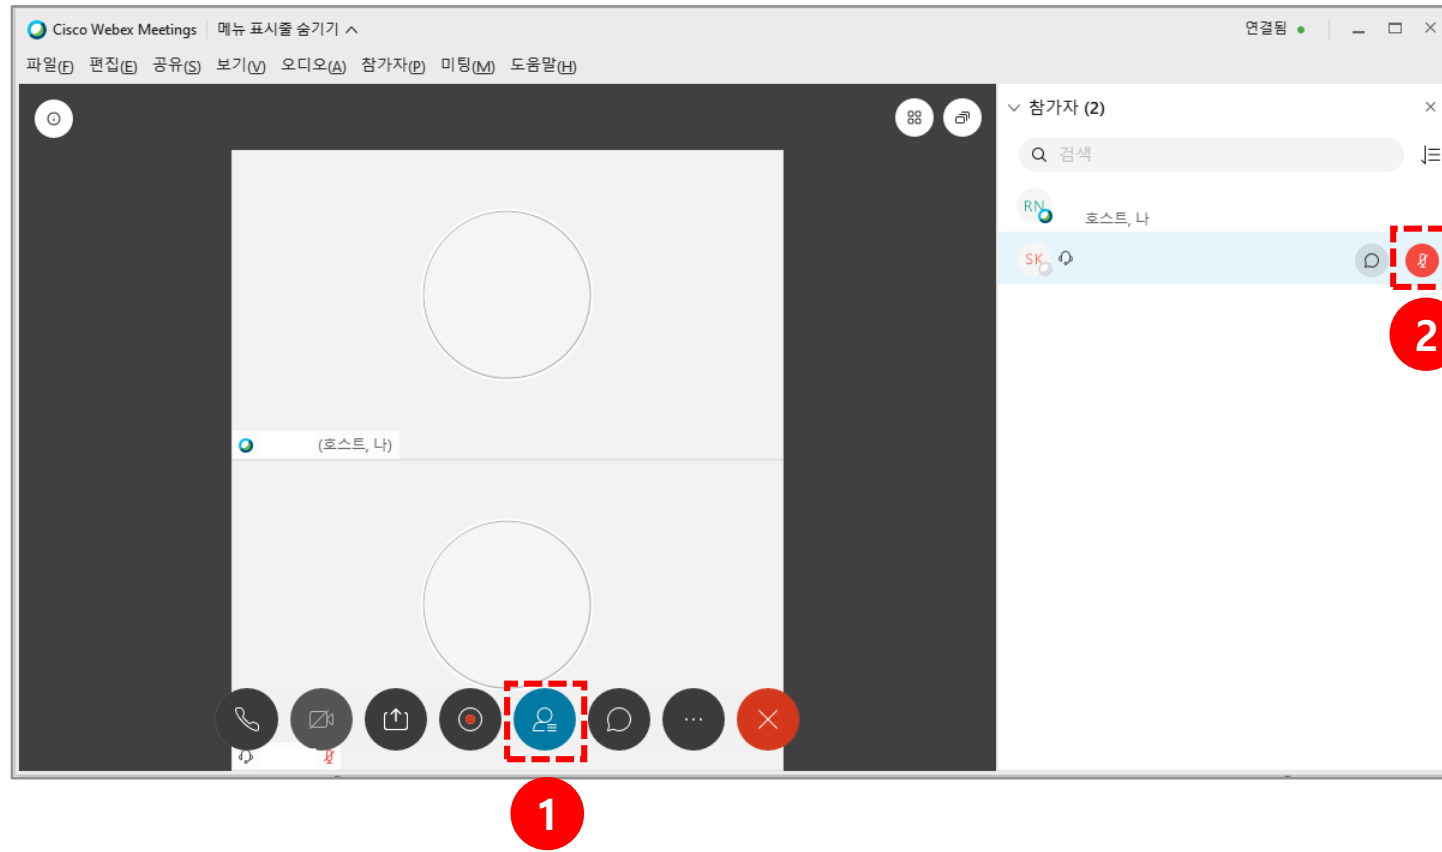 Cisco Webex Meetings 메뉴 표시줄 숨기기 연결됨
파일(F) 편집(E) 공유(S) 보기(V) 오디오(A) 참가자(P) 미팅(M) 도움말(H)
참가자 (2)
검색
RN
호스트, 나
SK
2
(호스트, 나)
1